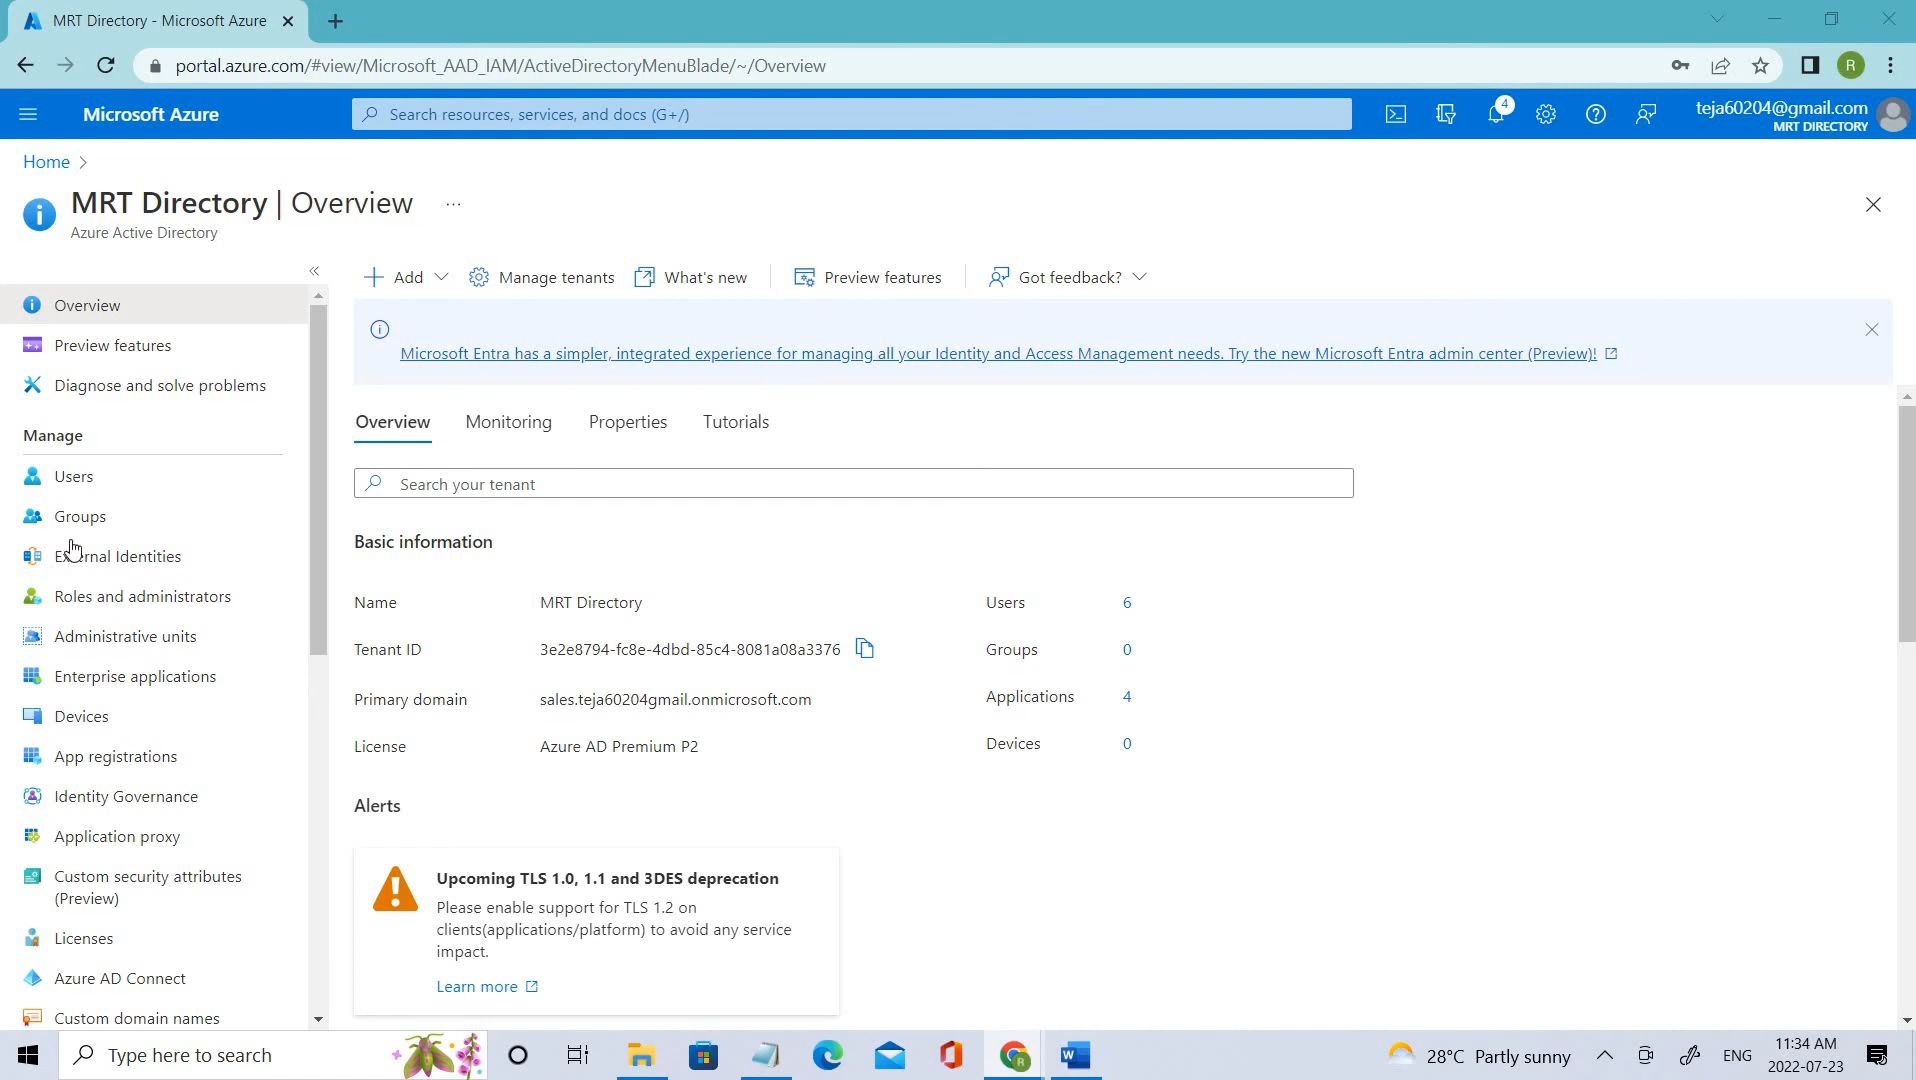 MRT Directory - Microsoft Azure
portal.azure.com/#view/Microsoft_AAD_IAM/ActiveDirectoryMenuBlade/~/Overview
R
Microsoft Azure
Search resources, services, and docs (G+/)
4
teja60204@gmail.com
MRT DIRECTORY
Home
MRT Directory | Overview
Azure Active Directory
Overview
Preview features
Diagnose and solve problems
Manage
Users
Groups
External Identities
Roles and administrators
Administrative units
Enterprise applications
Devices
App registrations
Identity Governance
Application proxy
Custom security attributes
(Preview)
Licenses
Azure AD Connect
Custom domain names
Add
Manage tenants
What's new
Preview features
Got feedback?
Microsoft Entra has a simpler, integrated experience for managing all your Identity and Access Management needs. Try the new Microsoft Entra admin center (Preview)!
Overview
Monitoring
Properties
Tutorials
Search your tenant
Basic information
Name MRT Directory
Tenant ID 3e2e8794-fc8e-4dbd-85c4-8081a08a3376
Primary domain sales.teja60204gmail.onmicrosoft.com
License Azure AD Premium P2
Users 6
Groups 0
Applications 4
Devices 0
Alerts
Upcoming TLS 1.0, 1.1 and 3DES deprecation
Please enable support for TLS 1.2 on
clients(applications/platform) to avoid any service
impact.
Learn more
Type here to search
28°C Partly sunny
ENG
11:34 AM
2022-07-23